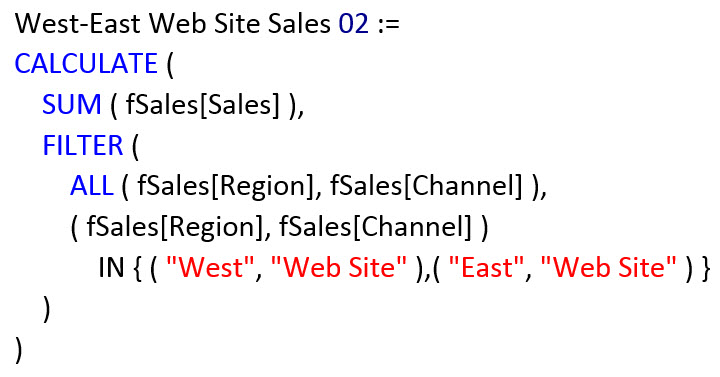 West-East Web Site Sales 02 :=
CALCULATE (
SUM ( fSales[Sales] ),
FILTER (
ALL ( fSales[Region], fSales[Channel] ),
( fSales[Region], fSales[Channel] )
IN { ( "West", "Web Site" ),( "East", "Web Site" ) }
)
)